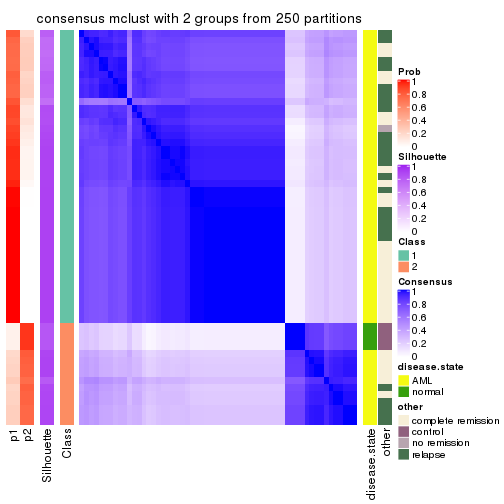 consensus mclust with 2 groups from 250 partitions
Prob
1
0.8
0.6
0.4
0.2
0
Silhouette
1
0.8
0.6
0.4
0.2
0
Class
1
2
Consensus
1
0.8
0.6
0.4
0.2
0
disease.state
AML
normal
other
complete remission
control
no remission
relapse
p1
p2
Silhouette
Class
disease.state
other